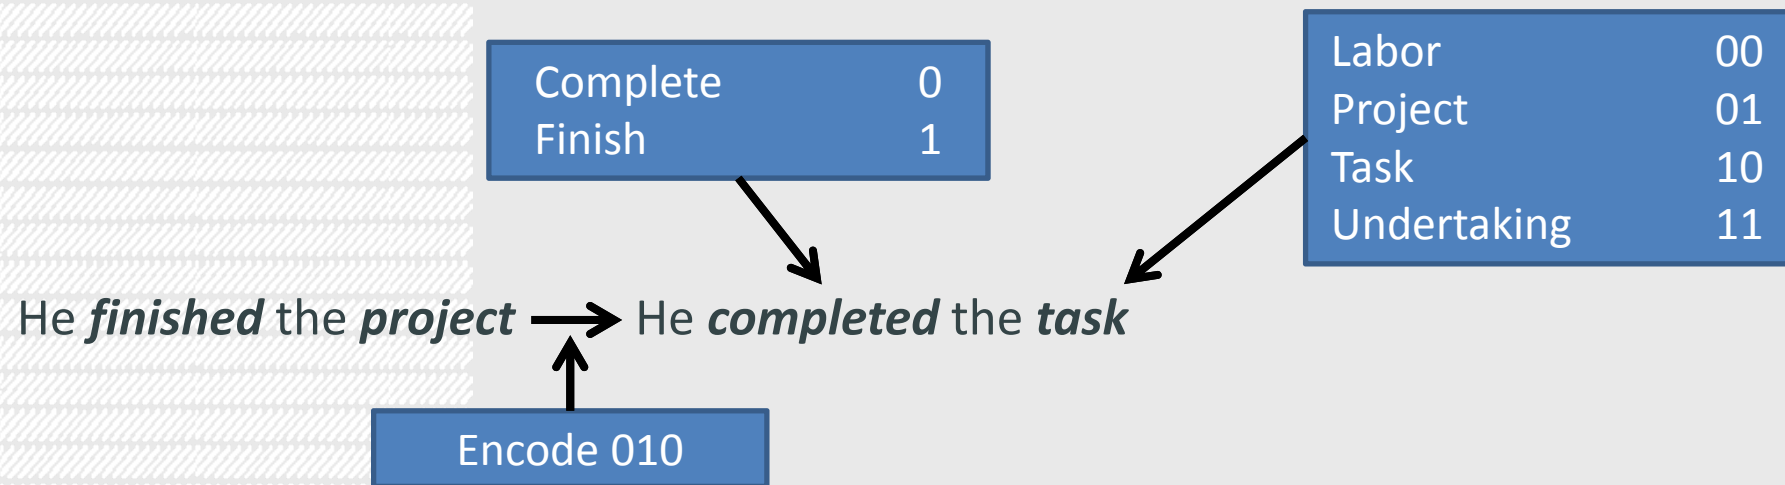 Complete 0
Finish 1
Labor 00
Project 01
Task 10
Undertaking 11
He finished the project He completed the task
Encode 010